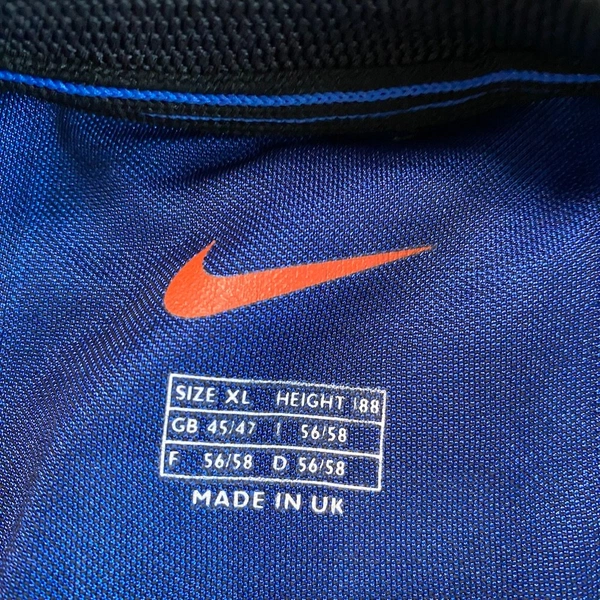 SIZE XL HEIGHT 188
GB 45/47 I 56/58
F 56/58 D 56/58
MADE IN UK